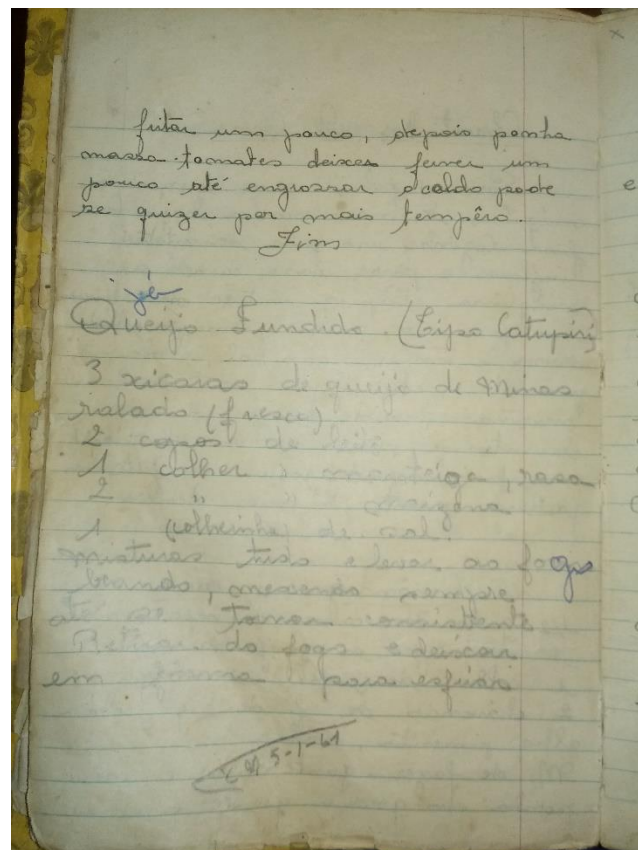 fritar um pouco, depois ponha
massa tomates deixes ferver um
pouco até engrossar o caldo pode
se quizer por mais tempêro.
Fim
já
Queijo Fundido. (Tipo Catupiri)
3 xicaras de queijo de Minas
ralado (fresco)
2 copos de leite
1 colher " manteiga, rasa
2 " " maizena
1 colherinha de sal.
misturar tudo e levar ao fogo
brando, mexendo sempre
até se tornar consistente
Retirar do fogo e deixar
em forma para esfriar
Em 5-1-61